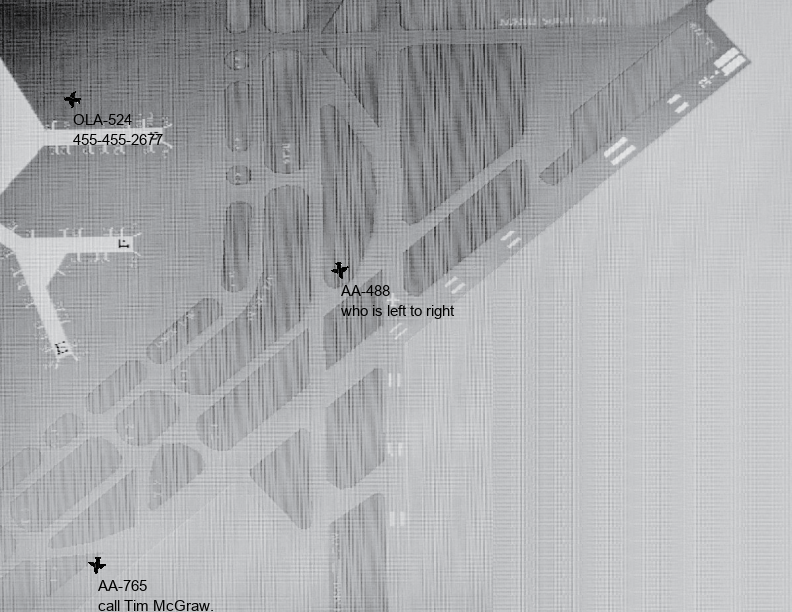 OLA-524
455-455-2677
AA-488
who is left to right
AA-765
call Tim McGraw.